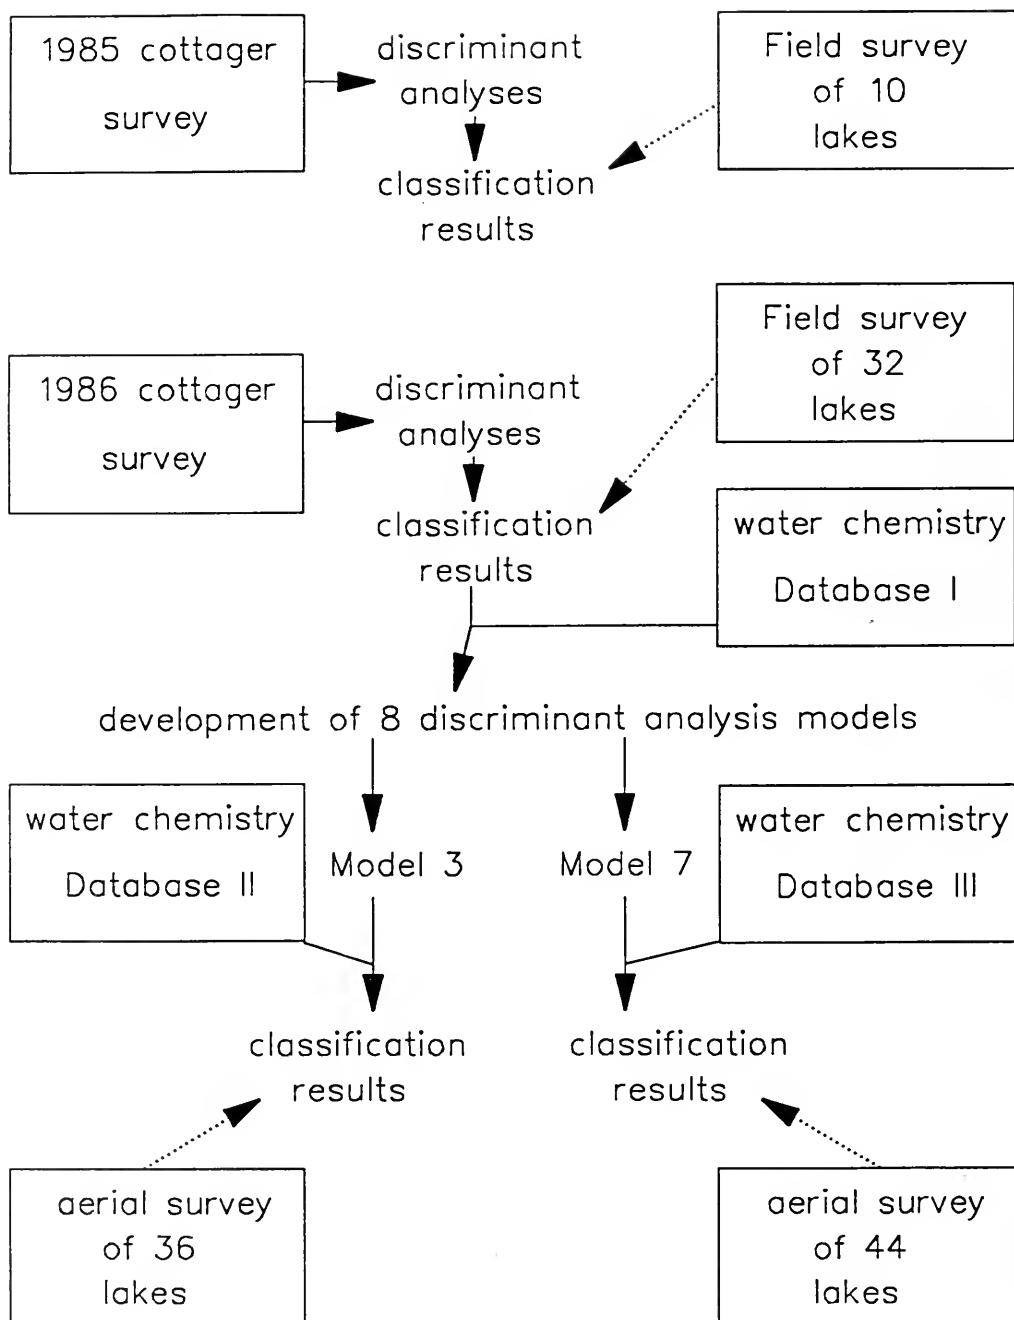 1985 cottager
survey
discriminant
analyses
classification
results
Field survey
of 10
lakes
1986 cottager
survey
discriminant
analyses
classification
results
Field survey
of 32
lakes
water chemistry
Database I
development of 8 discriminant analysis models
water chemistry
Database II
Model 3
Model 7
water chemistry
Database III
classification
results
classification
results
aerial survey
of 36
lakes
aerial survey
of 44
lakes